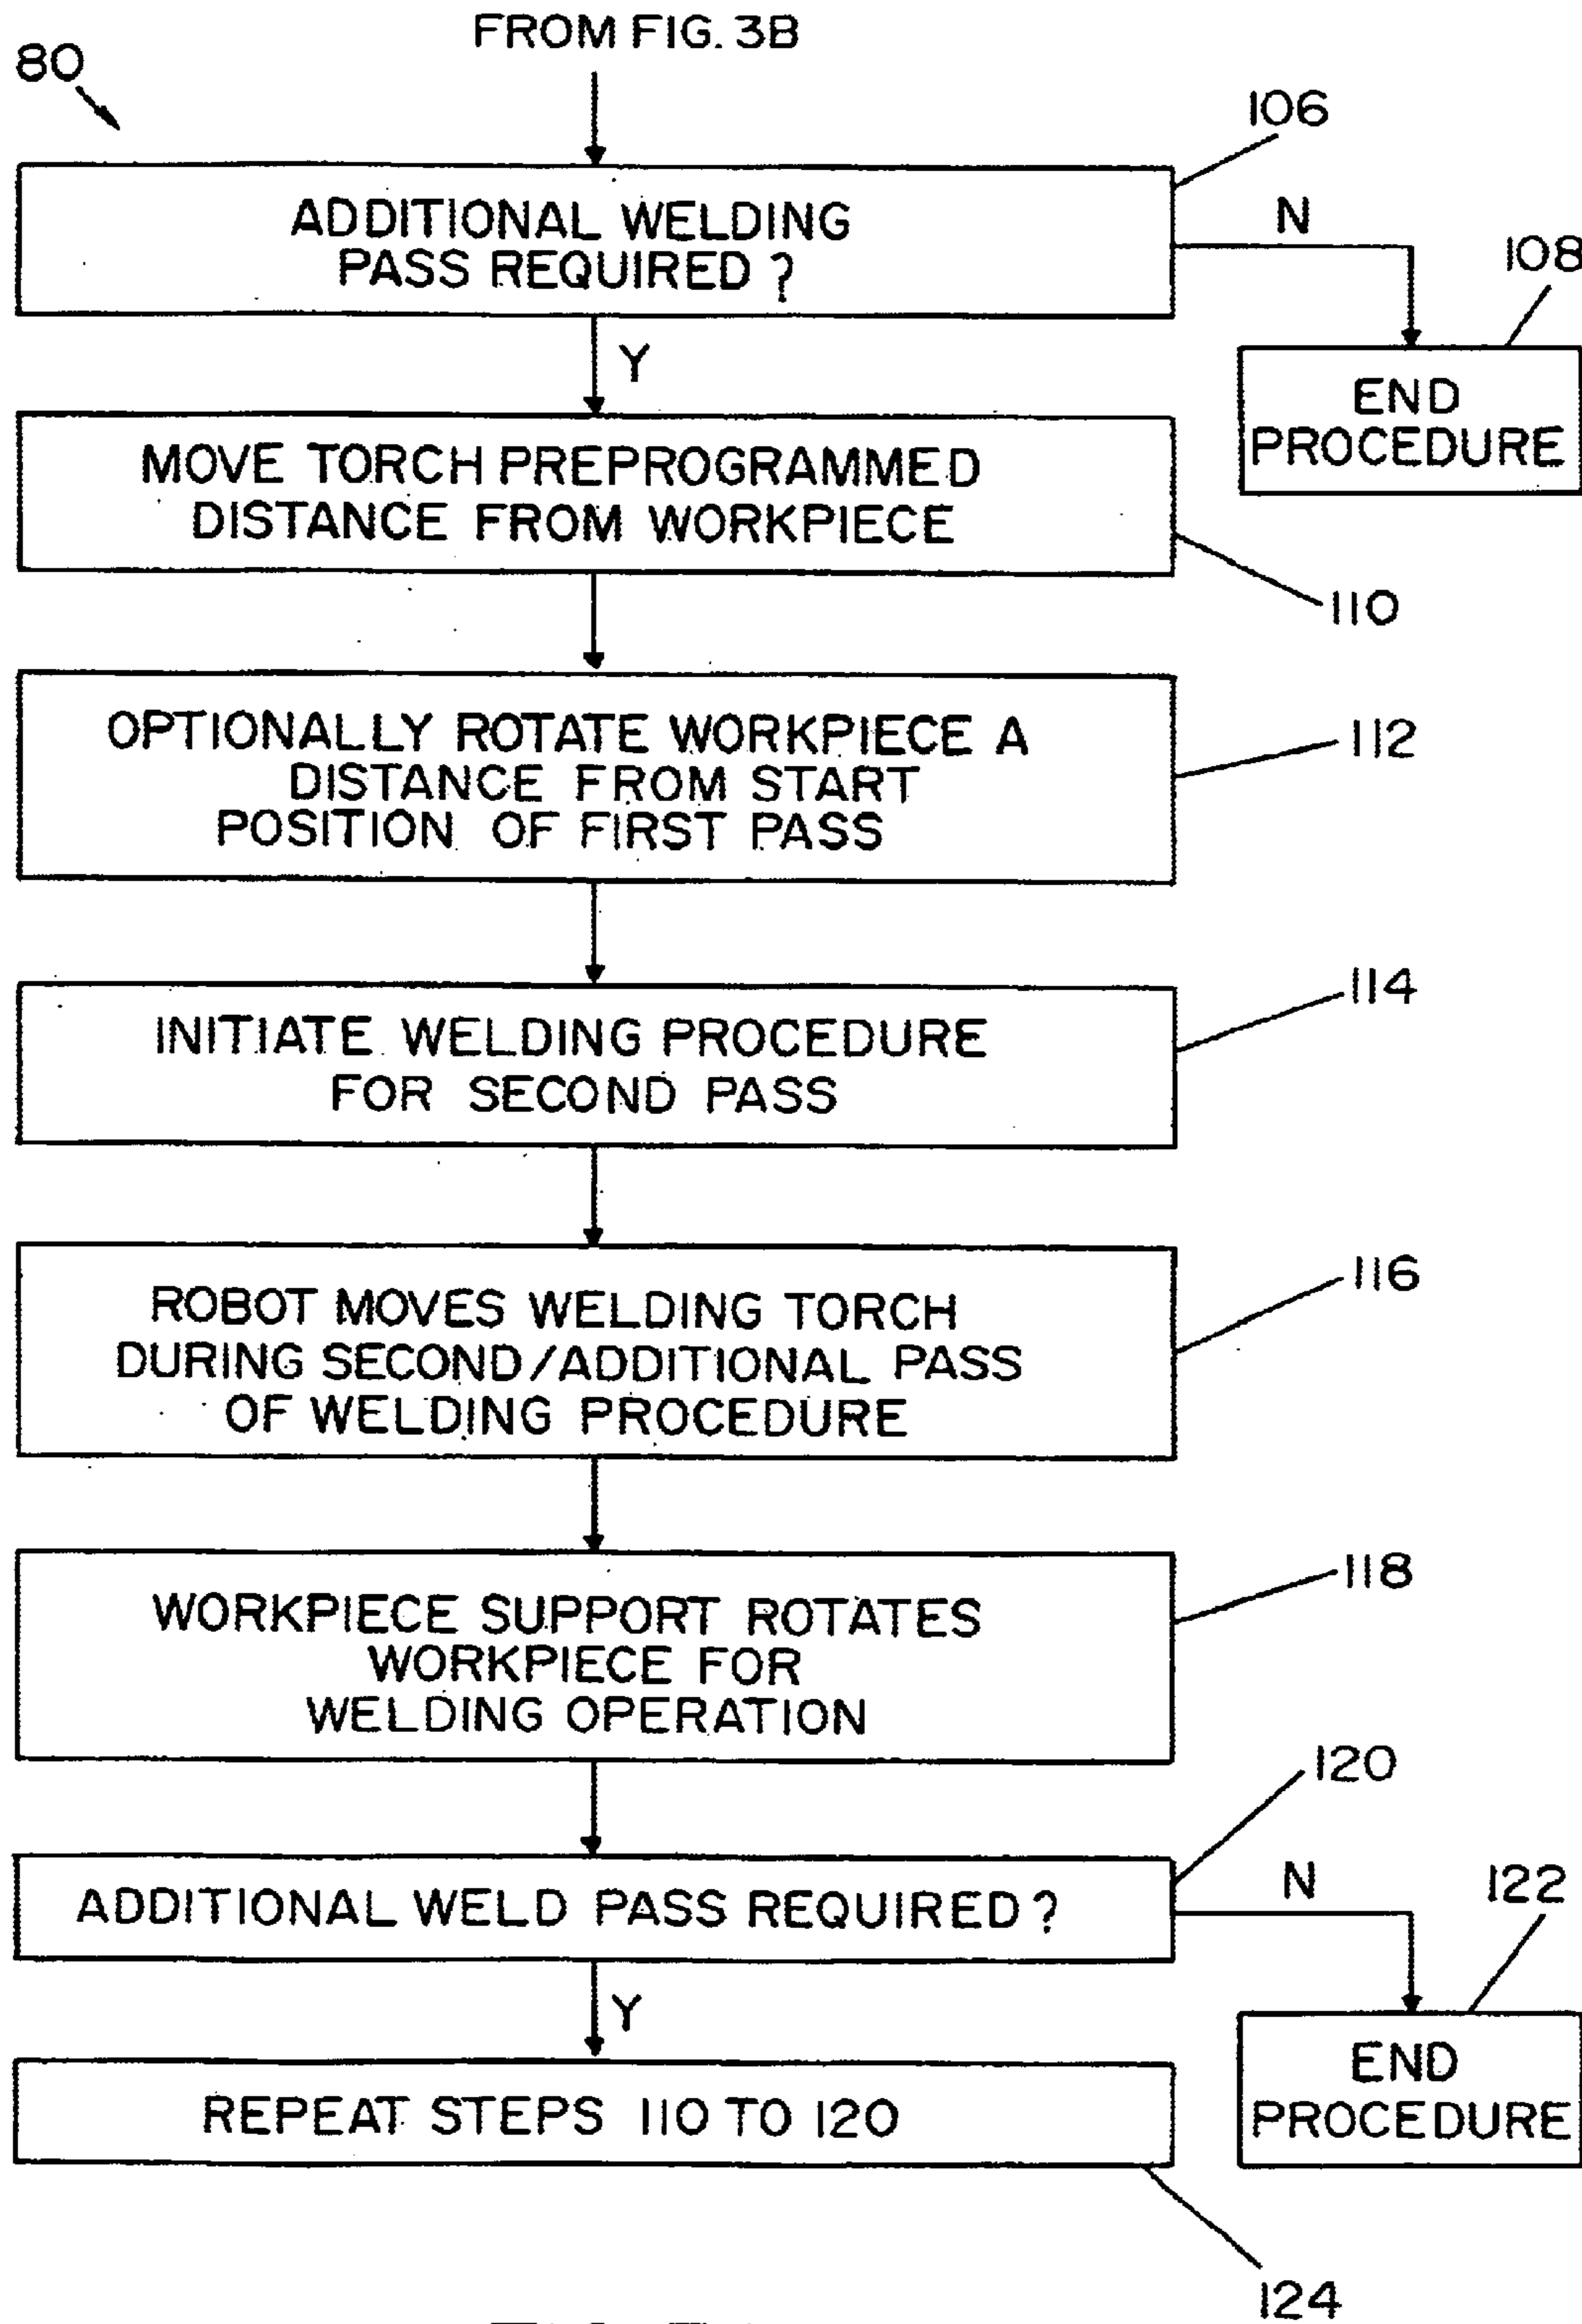 FROM FIG. 3B
80
106
ADDITIONAL WELDING
PASS REQUIRED ?
N
108
Y
END
PROCEDURE
MOVE TORCH PREPROGRAMMED
DISTANCE FROM WORKPIECE
110
OPTIONALLY ROTATE WORKPIECE A
DISTANCE FROM START
POSITION OF FIRST PASS
112
INITIATE WELDING PROCEDURE
FOR SECOND PASS
114
ROBOT MOVES WELDING TORCH
DURING SECOND/ADDITIONAL PASS
OF WELDING PROCEDURE
116
WORKPIECE SUPPORT ROTATES
WORKPIECE FOR
WELDING OPERATION
118
120
ADDITIONAL WELD PASS REQUIRED ?
N
122
Y
END
PROCEDURE
REPEAT STEPS 110 TO 120
124